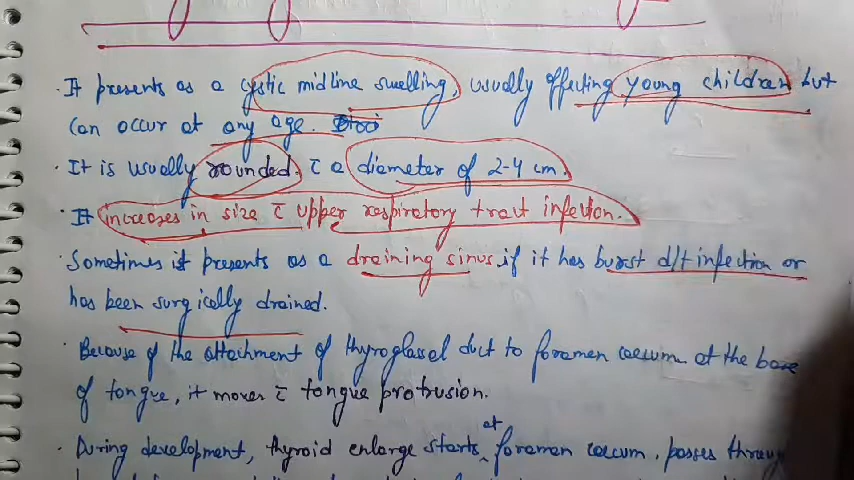 · It presents as a cystic midline swelling, usually effecting young children but
can occur at any age.
· It is usually rounded. c̄ a diameter of 2-4 cm.
· It increases in size c̄ upper respiratory tract infection.
· Sometimes it presents as a draining sinus, if it has burst d/t infection or
has been surgically drained.
· Because of the attachment of thyroglossal duct to foramen caecum at the base
of tongue, it moves c̄ tongue protrusion.
· During development, thyroid enlarge starts at foramen caecum, passes through